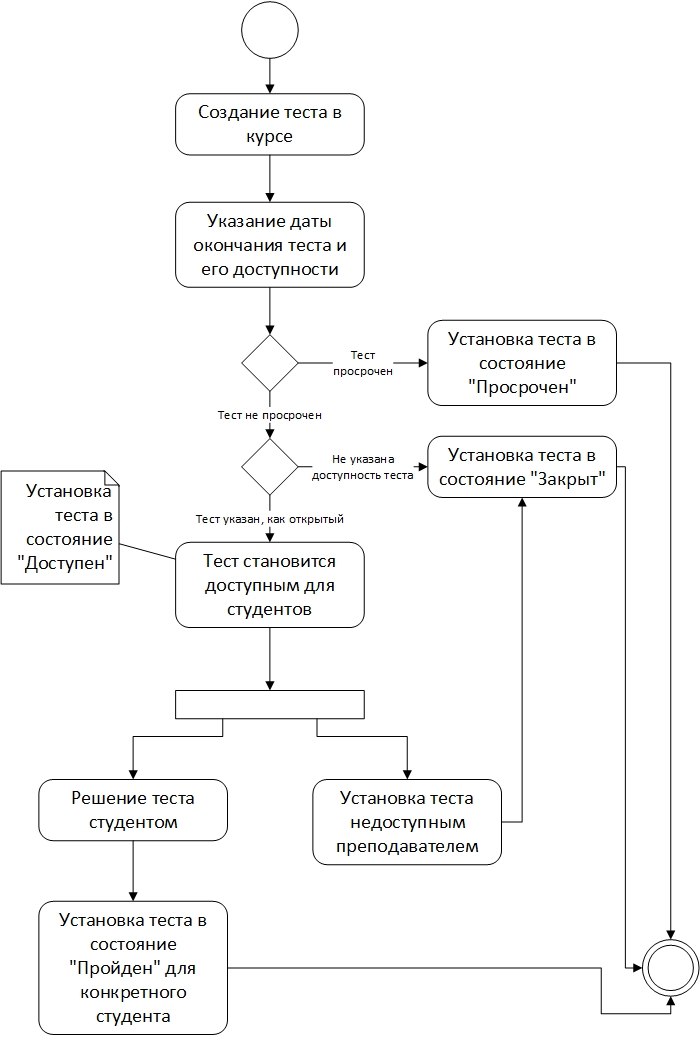 Создание теста в
курсе
Указание даты
окончания теста и
его доступности
Тест
просрочен
Установка теста в
состояние
"Просрочен"
Тест не просрочен
Не указана
доступность теста
Установка теста в
состояние "Закрыт"
Установка
теста в
состояние
"Доступен"
Тест указан, как открытый
Тест становится
доступным для
студентов
Решение теста
студентом
Установка теста
недоступным
преподавателем
Установка теста в
состояние
"Пройден" для
конкретного
студента